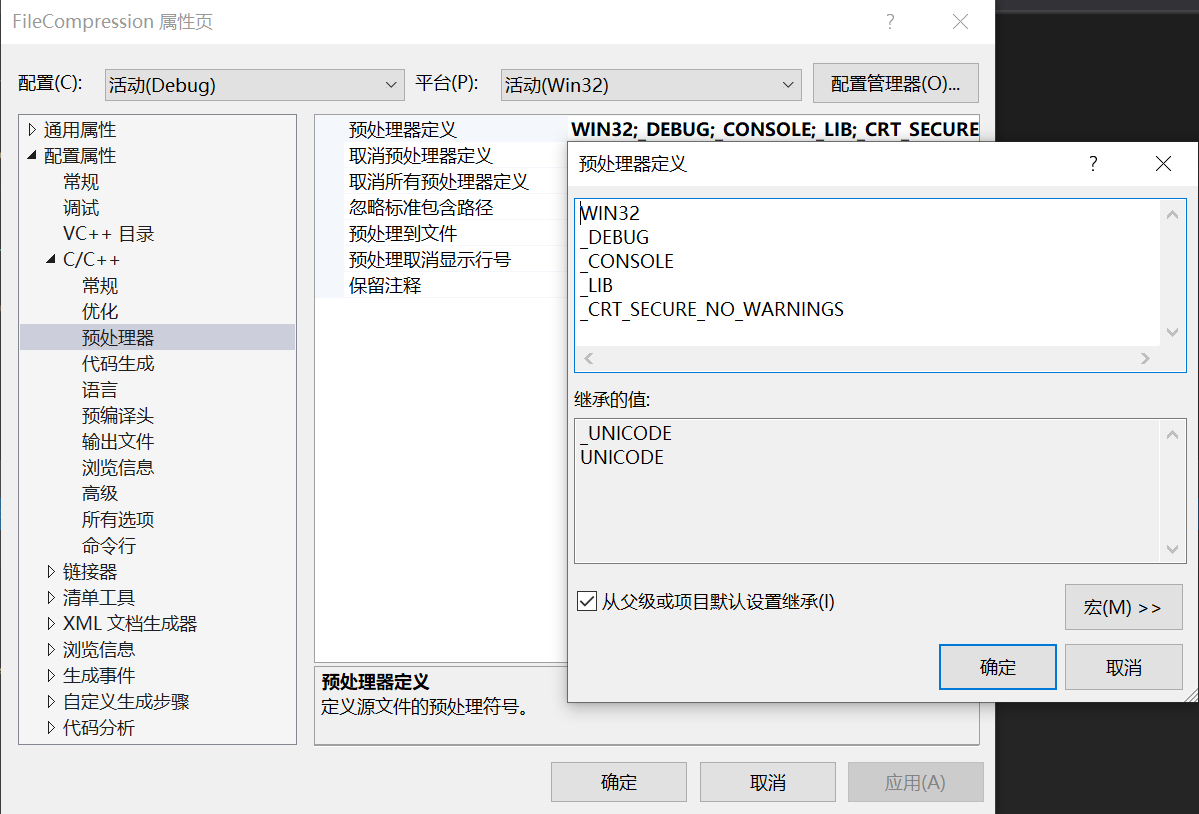 FileCompression 属性页
配置(C): 活动(Debug) 平台(P): 活动(Win32) 配置管理器(O)...
通用属性
配置属性
常规
调试
VC++ 目录
C/C++
常规
优化
预处理器
代码生成
语言
预编译头
输出文件
浏览信息
高级
所有选项
命令行
链接器
清单工具
XML 文档生成器
浏览信息
生成事件
自定义生成步骤
代码分析
预处理器定义 WIN32;_DEBUG;_CONSOLE;_LIB;_CRT_SECURE
取消预处理器定义
取消所有预处理器定义
忽略标准包含路径
预处理到文件
预处理取消显示行号
保留注释
预处理器定义
定义源文件的预处理符号。
确定 取消 应用(A)
预处理器定义
WIN32
_DEBUG
_CONSOLE
_LIB
_CRT_SECURE_NO_WARNINGS
继承的值:
_UNICODE
UNICODE
从父级或项目默认设置继承(I)
宏(M) >>
确定 取消